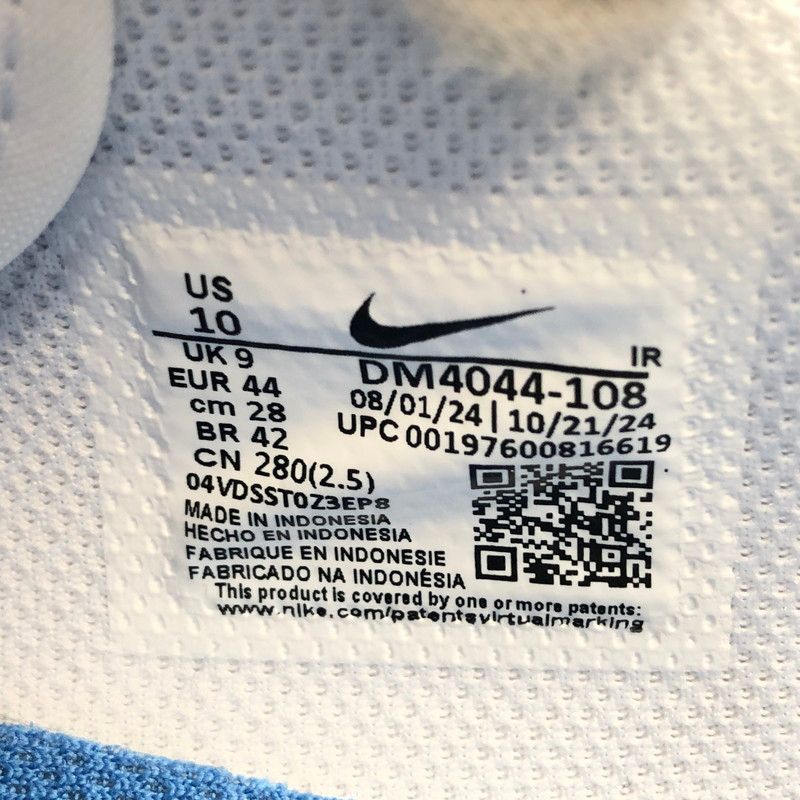 US
10
UK 9
EUR 44
cm 28
BR 42
CN 280(2.5)
04VDSST0Z3EP8
MADE IN INDONESIA
HECHO EN INDONESIA
FABRIQUE EN INDONESIE
FABRICADO NA INDONÉSIA
IR
DM4044-108
08/01/24 | 10/21/24
UPC 00197600816619
This product is covered by one or more patents:
www.nike.com/patentsvirtualmarking